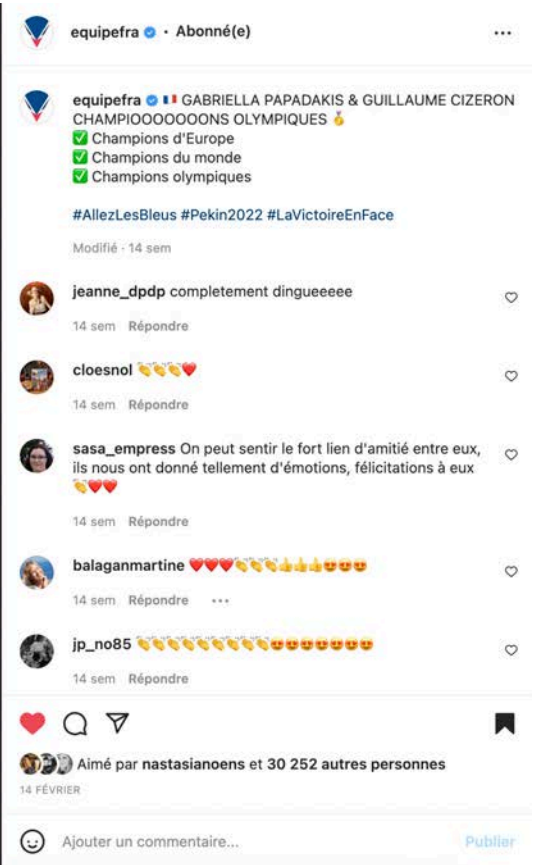 equipefra • Abonné(e)
equipefra 🇫🇷 GABRIELLA PAPADAKIS & GUILLAUME CIZERON
CHAMPIOOOOOOONS OLYMPIQUES 🥇
✅ Champions d'Europe
✅ Champions du monde
✅ Champions olympiques
#AllezLesBleus #Pekin2022 #LaVictoireEnFace
Modifié · 14 sem
jeanne_dpdp completement dingueeeee
14 sem Répondre
cloesnol 👏👏👏❤️
14 sem Répondre
sasa_empress On peut sentir le fort lien d'amitié entre eux,
ils nous ont donné tellement d'émotions, félicitations à eux
👏❤️❤️
14 sem Répondre
balaganmartine ❤️❤️❤️👏👏👏👍👍👍😍😍😍
14 sem Répondre
jp_no85 👏👏👏👏👏👏👏👏👏😍😍😍😍😍😍😍
14 sem Répondre
Aimé par nastasianoens et 30 252 autres personnes
14 FÉVRIER
Ajouter un commentaire... Publier